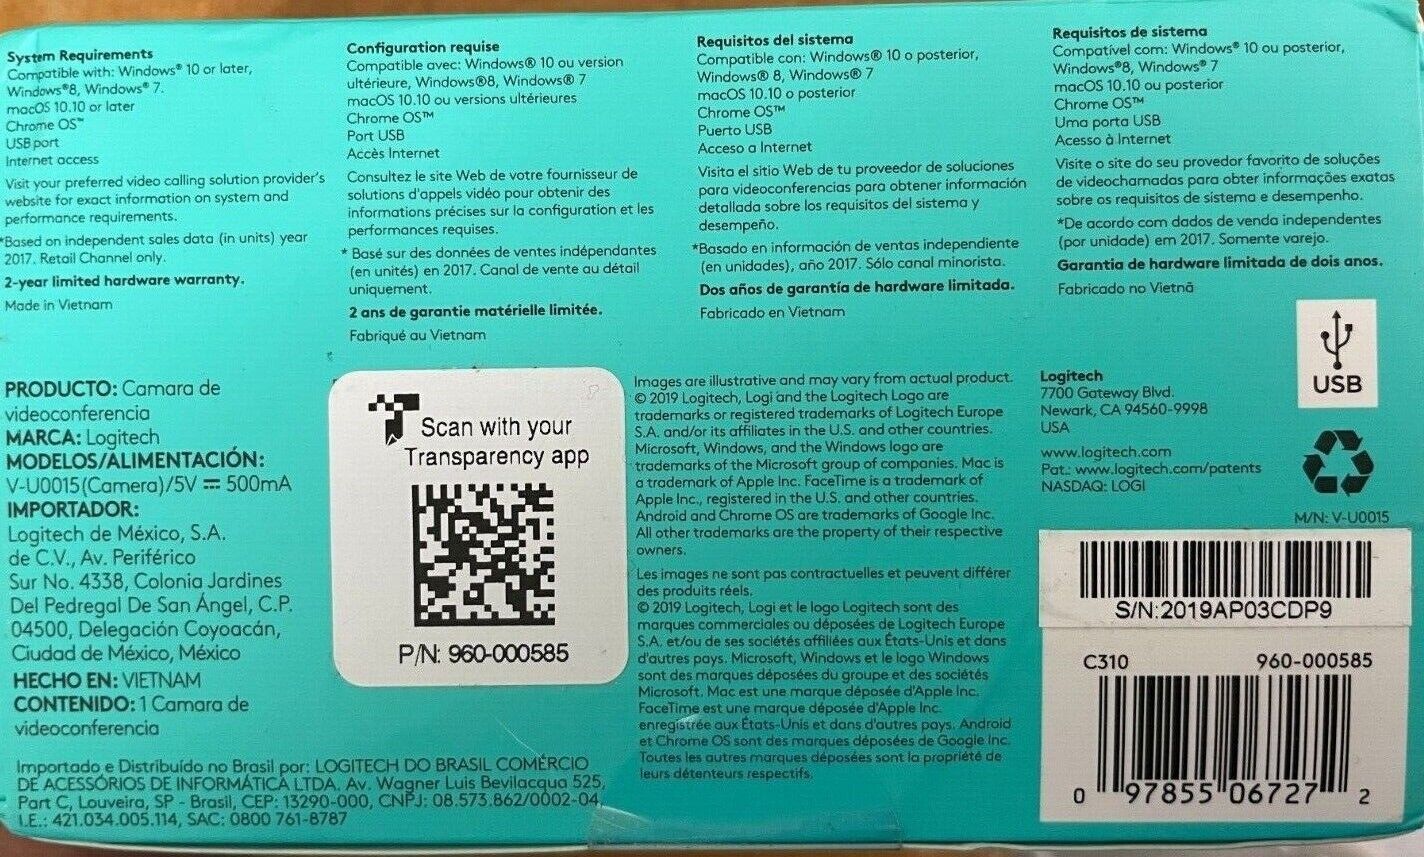 System Requirements
Compatible with: Windows® 10 or later,
Windows®8, Windows® 7.
macOS 10.10 or later
Chrome OS™
USB port
Internet access
Visit your preferred video calling solution provider's
website for exact information on system and
performance requirements.
*Based on independent sales data (in units) year
2017. Retail Channel only.
2-year limited hardware warranty.
Made in Vietnam
Configuration requise
Compatible avec: Windows® 10 ou version
ultérieure, Windows®8, Windows® 7
macOS 10.10 ou versions ultérieures
Chrome OS™
Port USB
Accès Internet
Consultez le site Web de votre fournisseur de
solutions d'appels vidéo pour obtenir des
informations précises sur la configuration et les
performances requises.
* Basé sur des données de ventes indépendantes
(en unités) en 2017. Canal de vente au détail
uniquement.
2 ans de garantie matérielle limitée.
Fabriqué au Vietnam
Requisitos del sistema
Compatible con: Windows® 10 o posterior,
Windows® 8, Windows® 7
macOS 10.10 o posterior
Chrome OS™
Puerto USB
Acceso a Internet
Visita el sitio Web de tu proveedor de soluciones
para videoconferencias para obtener información
detallada sobre los requisitos del sistema y
desempeño.
*Basado en información de ventas independiente
(en unidades), año 2017. Sólo canal minorista.
Dos años de garantía de hardware limitada.
Fabricado en Vietnam
Requisitos de sistema
Compatível com: Windows® 10 ou posterior,
Windows®8, Windows® 7
macOS 10.10 ou posterior
Chrome OS™
Uma porta USB
Acesso à Internet
Visite o site do seu provedor favorito de soluções
de videochamadas para obter informações exatas
sobre os requisitos de sistema e desempenho.
*De acordo com dados de venda independentes
(por unidade) em 2017. Somente varejo.
Garantia de hardware limitada de dois anos.
Fabricado no Vietnã
PRODUCTO: Camara de
videoconferencia
MARCA: Logitech
MODELOS/ALIMENTACIÓN:
V-U0015(Camera)/5V ⎓ 500mA
IMPORTADOR:
Logitech de México, S.A.
de C.V., Av. Periférico
Sur No. 4338, Colonia Jardines
Del Pedregal De San Ángel, C.P.
04500, Delegación Coyoacán,
Ciudad de México, México
HECHO EN: VIETNAM
CONTENIDO: 1 Camara de
videoconferencia
Importado e Distribuído no Brasil por: LOGITECH DO BRASIL COMÉRCIO
DE ACESSÓRIOS DE INFORMÁTICA LTDA. Av. Wagner Luis Bevilacqua 525,
Part C, Louveira, SP - Brasil, CEP: 13290-000, CNPJ: 08.573.862/0002-04,
I.E.: 421.034.005.114, SAC: 0800 761-8787
Scan with your
Transparency app
P/N: 960-000585
Images are illustrative and may vary from actual product.
© 2019 Logitech, Logi and the Logitech Logo are
trademarks or registered trademarks of Logitech Europe
S.A. and/or its affiliates in the U.S. and other countries.
Microsoft, Windows, and the Windows logo are
trademarks of the Microsoft group of companies. Mac is
a trademark of Apple Inc. FaceTime is a trademark of
Apple Inc., registered in the U.S. and other countries.
Android and Chrome OS are trademarks of Google Inc.
All other trademarks are the property of their respective
owners.
Les images ne sont pas contractuelles et peuvent différer
des produits réels.
© 2019 Logitech, Logi et le logo Logitech sont des
marques commerciales ou déposées de Logitech Europe
S.A. et/ou de ses sociétés affiliées aux États-Unis et dans
d'autres pays. Microsoft, Windows et le logo Windows
sont des marques déposées du groupe et des sociétés
Microsoft. Mac est une marque déposée d'Apple Inc.
FaceTime est une marque déposée d'Apple Inc.
enregistrée aux États-Unis et dans d'autres pays. Android
et Chrome OS sont des marques déposées de Google Inc.
Toutes les autres marques déposées sont la propriété de
leurs détenteurs respectifs.
Logitech
7700 Gateway Blvd.
Newark, CA 94560-9998
USA
www.logitech.com
Pat.: www.logitech.com/patents
NASDAQ: LOGI
USB
M/N: V-U0015
S/N:2019AP03CDP9
C310 960-000585
0 97855 06727 2